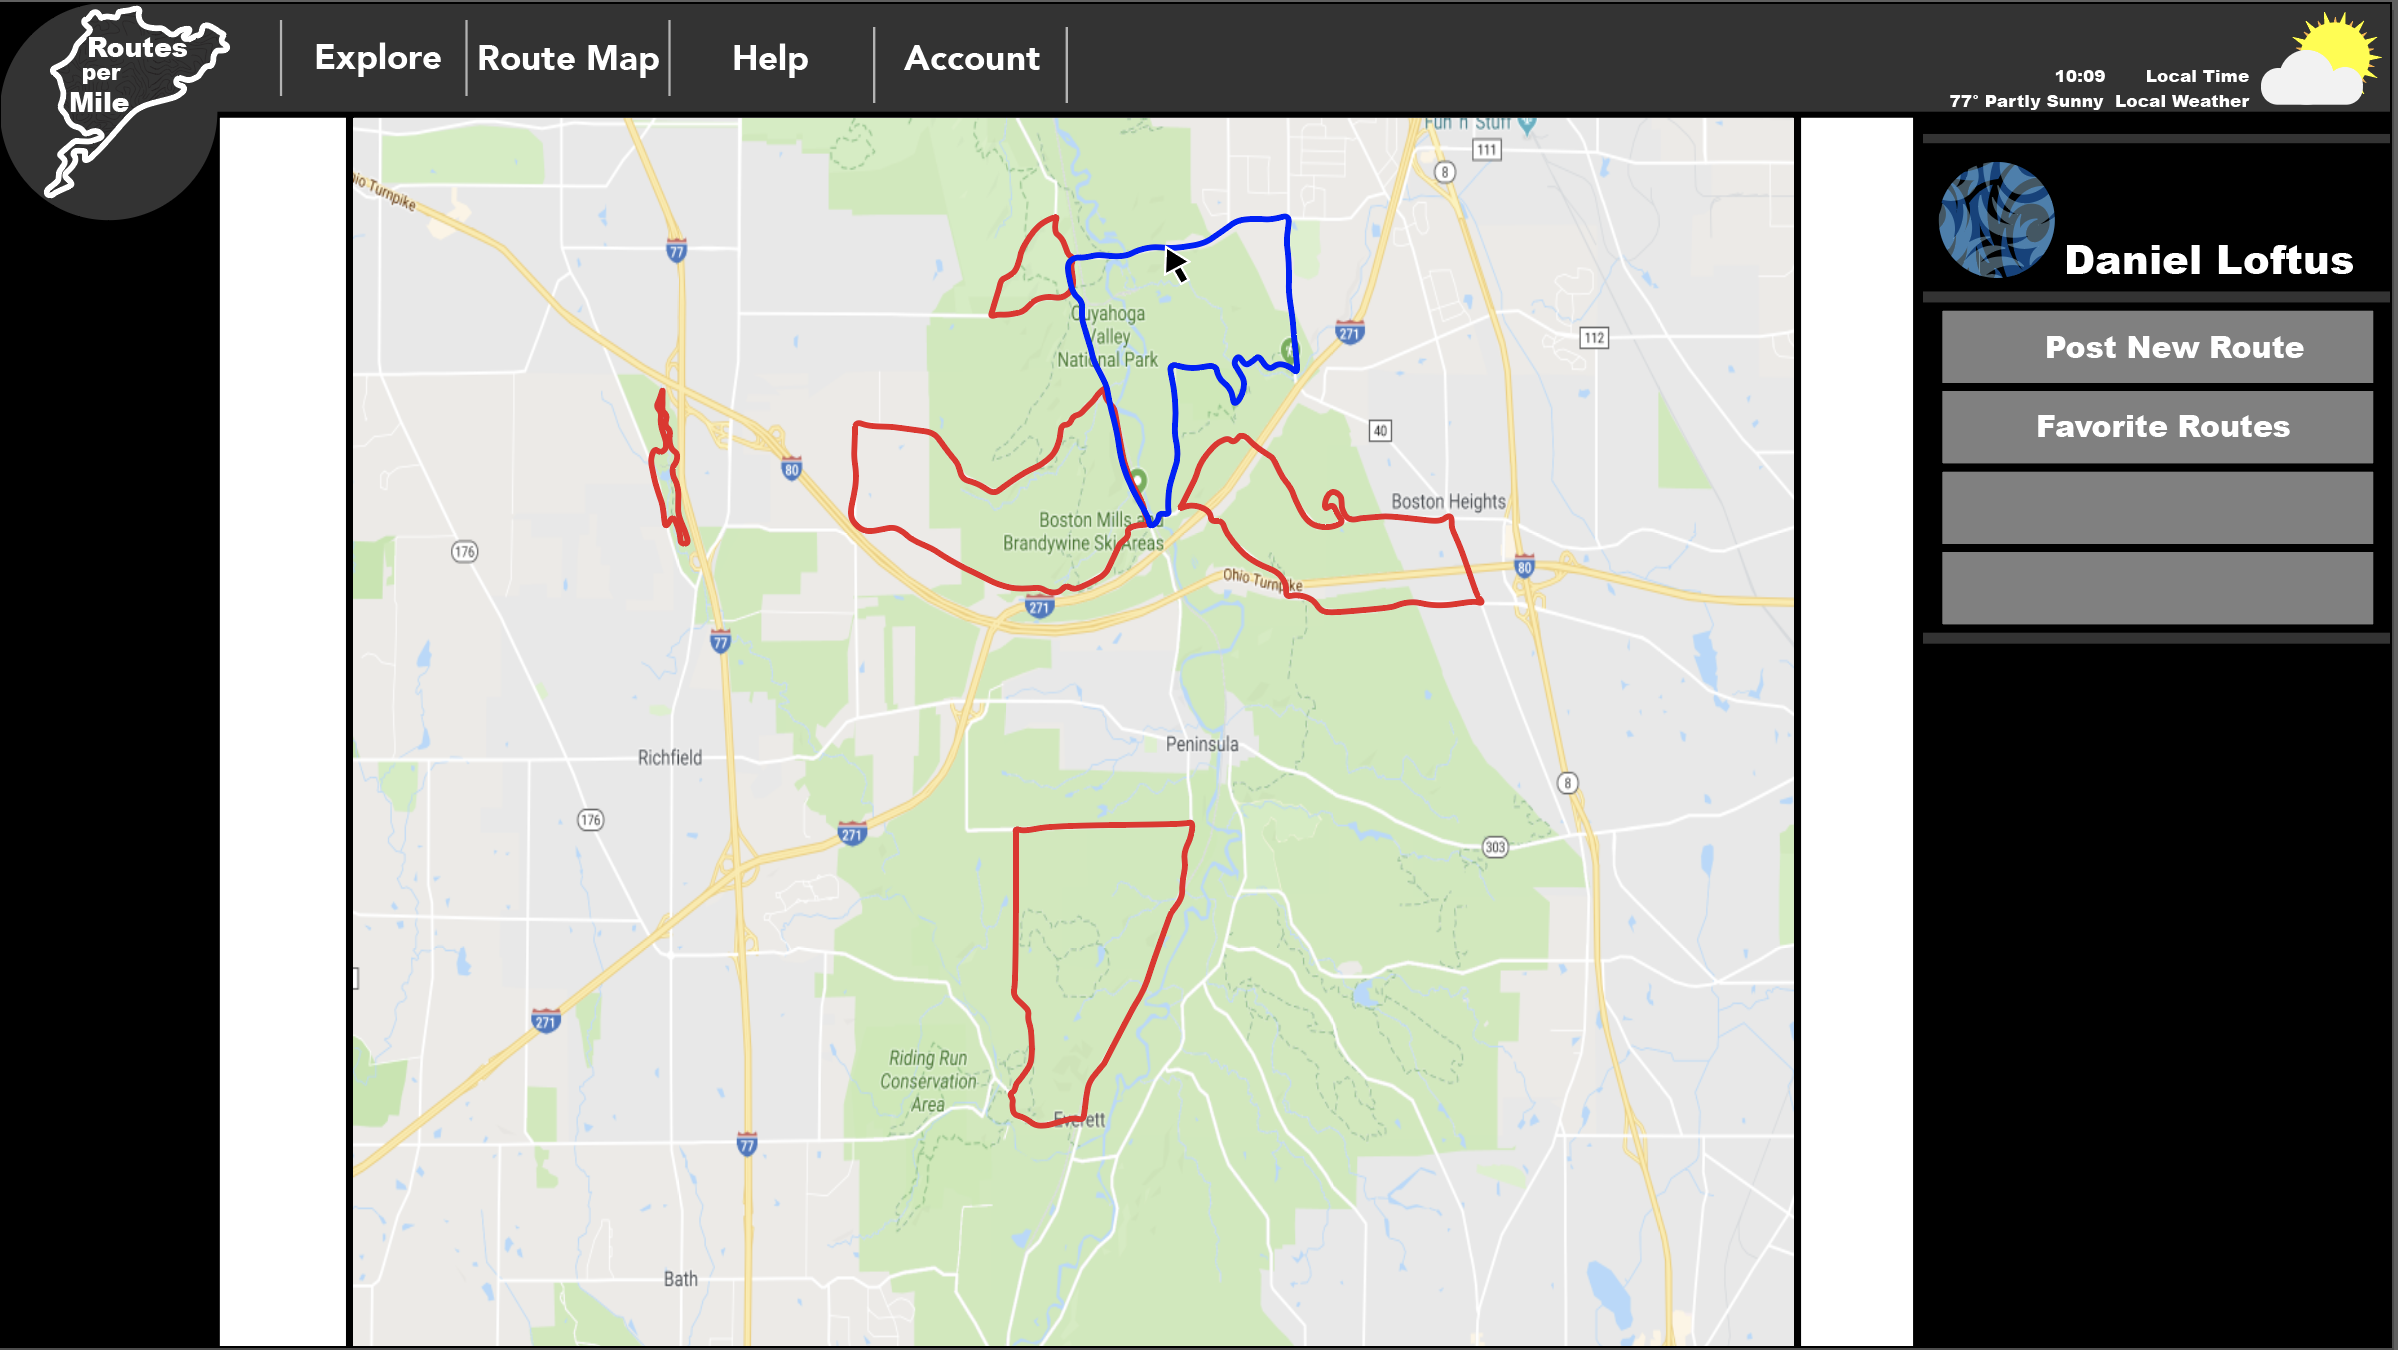 Routes
per
Mile
Explore
Route Map
Help
Account
10:09 Local Time
77° Partly Sunny Local Weather
Daniel Loftus
Post New Route
Favorite Routes
Fun 'n' Stuff
111
8
io Turnpike
77
271
112
Cuyahoga
Valley
National Park
40
80
Boston Heights
Boston Mills and
Brandywine Ski Areas
176
Ohio Turnpike
80
271
77
Peninsula
Richfield
8
176
271
303
271
Riding Run
Conservation
Area
Everett
77
Bath